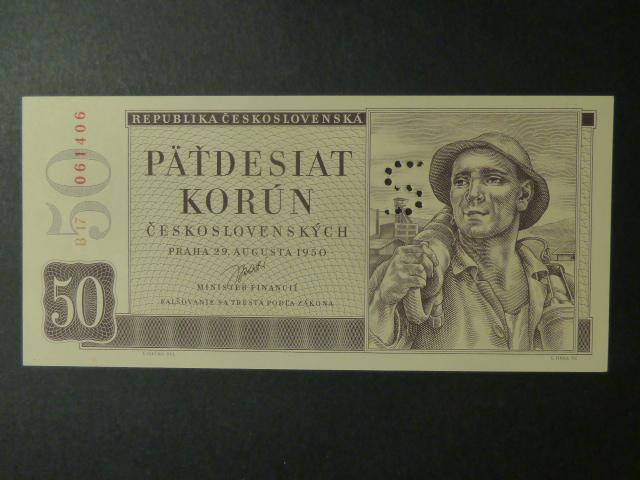 REPUBLIKA ČESKOSLOVENSKÁ
50
B 17 061406
PÄŤDESIAT
KORÚN
ČESKOSLOVENSKÝCH
PRAHA 29. AUGUSTA 1950
MINISTER FINANCIÍ
FALŠOVANIE SA TRESTÁ PODĽA ZÁKONA
50